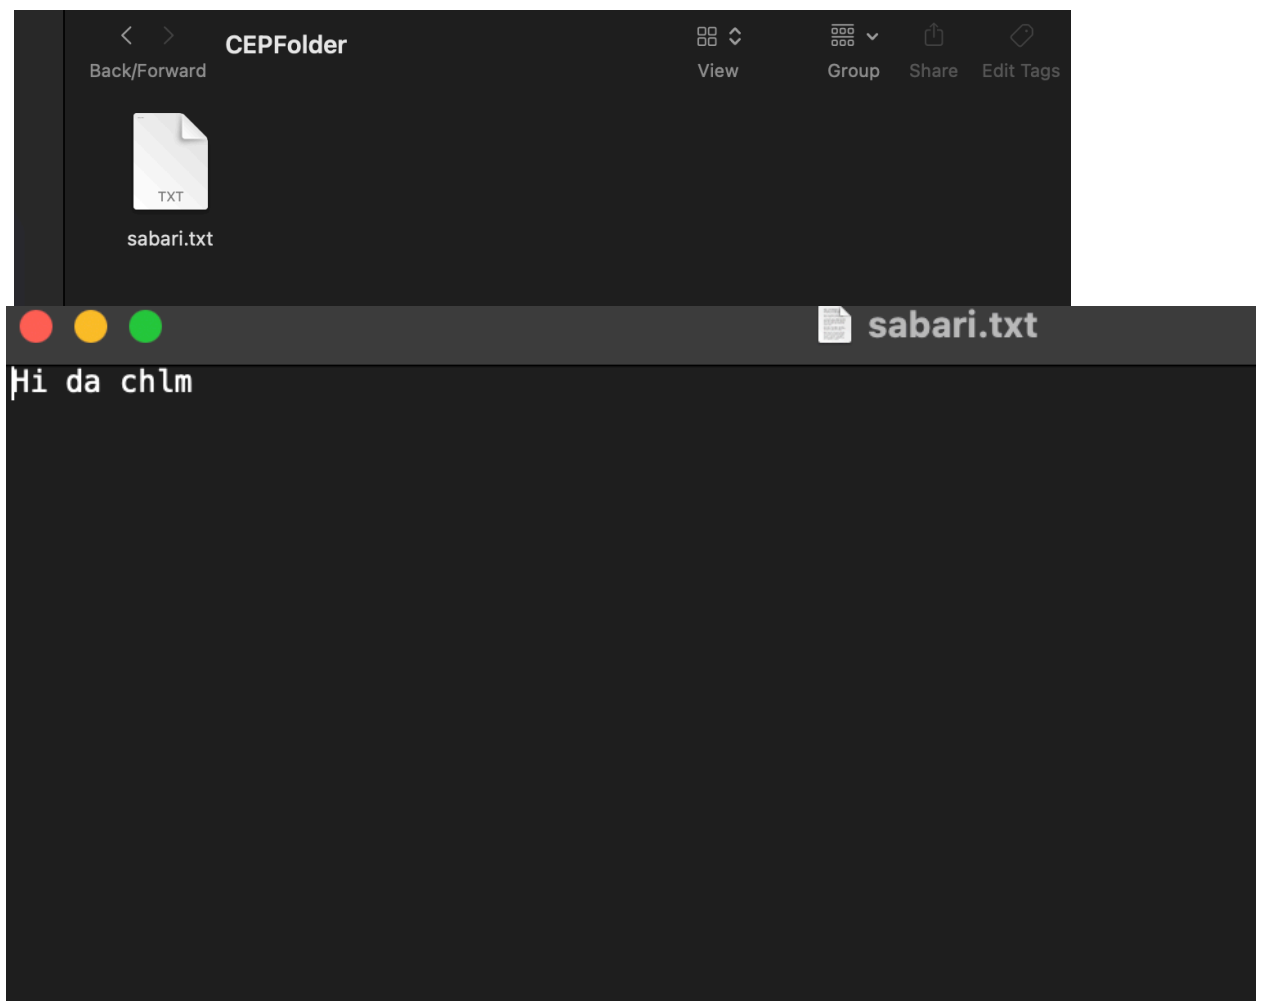 CEPFolder
Back/Forward
View
Group
Share
Edit Tags
TXT
sabari.txt
sabari.txt
Hi da chlm